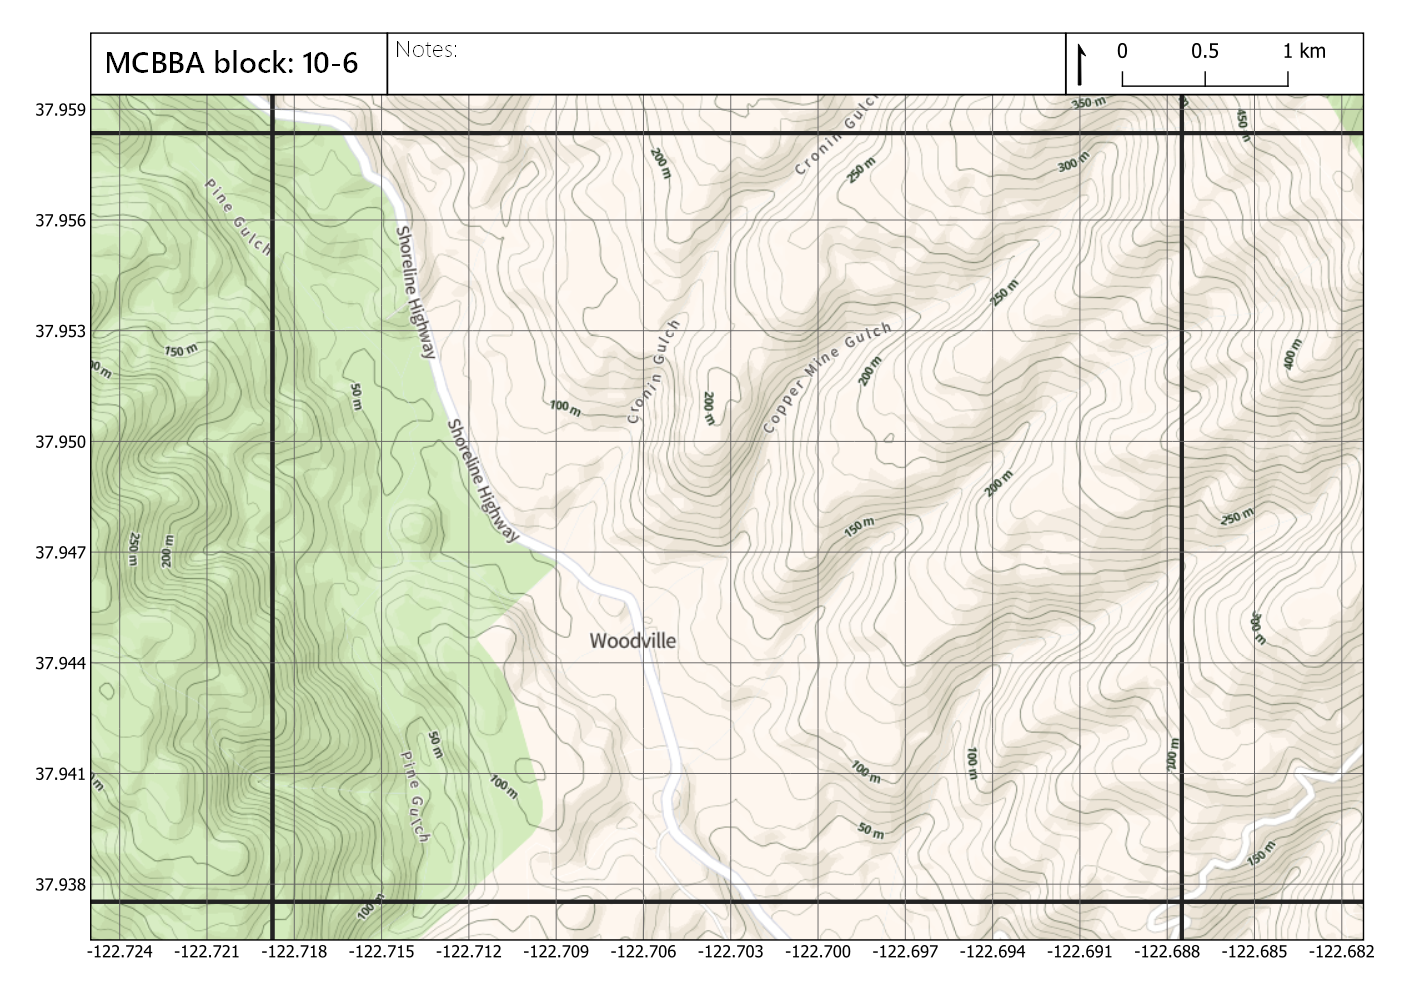 MCBBA block: 10-6
Notes:
0 0.5 1 km
37.959
37.956
37.953
37.950
37.947
37.944
37.941
37.938
350 m
450 m
Cronin Gulch
200 m
250 m
300 m
Pine Gulch
Shoreline Highway
250 m
150 m
Cronin Gulch
Copper Mine Gulch
400 m
200 m
50 m
100 m
200 m
Shoreline Highway
200 m
250 m
150 m
250 m
200 m
300 m
Woodville
50 m
100 m
100 m
100 m
200 m
Pine Gulch
50 m
150 m
100 m
-122.724 -122.721 -122.718 -122.715 -122.712 -122.709 -122.706 -122.703 -122.700 -122.697 -122.694 -122.691 -122.688 -122.685 -122.682